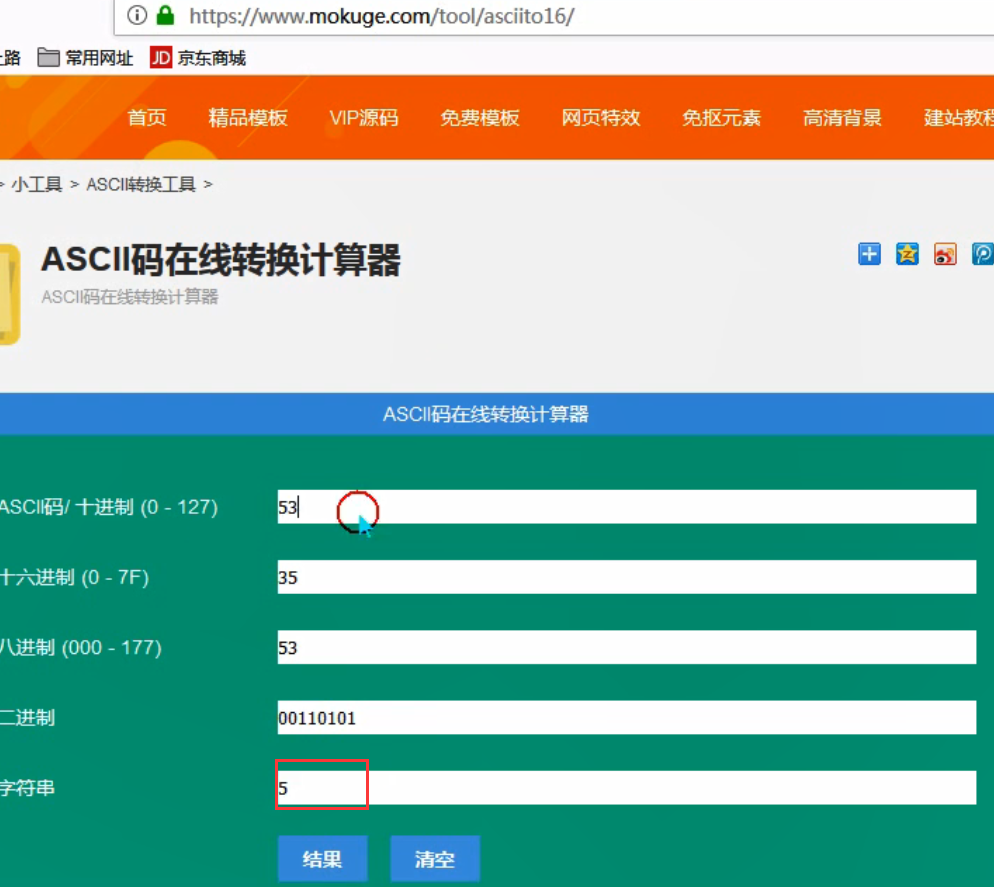 https://www.mokuge.com/tool/asciito16/
上路 常用网址 JD 京东商城
首页 精品模板 VIP源码 免费模板 网页特效 免抠元素 高清背景 建站教程
> 小工具 > ASCII转换工具 >
ASCII码在线转换计算器
ASCII码在线转换计算器
ASCII码在线转换计算器
ASCII码/ 十进制 (0 - 127) 53
十六进制 (0 - 7F) 35
八进制 (000 - 177) 53
二进制 00110101
字符串 5
结果 清空